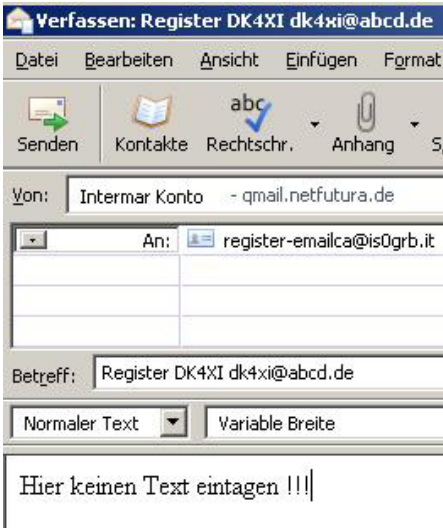 Verfassen: Register DK4XI dk4xi@abcd.de
Datei Bearbeiten Ansicht Einfügen Format
abc
Senden Kontakte Rechtschr. Anhang S
Von: Intermar Konto - qmail.netfutura.de
An: register-emailca@is0grb.it
Betreff: Register DK4XI dk4xi@abcd.de
Normaler Text Variable Breite
Hier keinen Text eintagen !!!